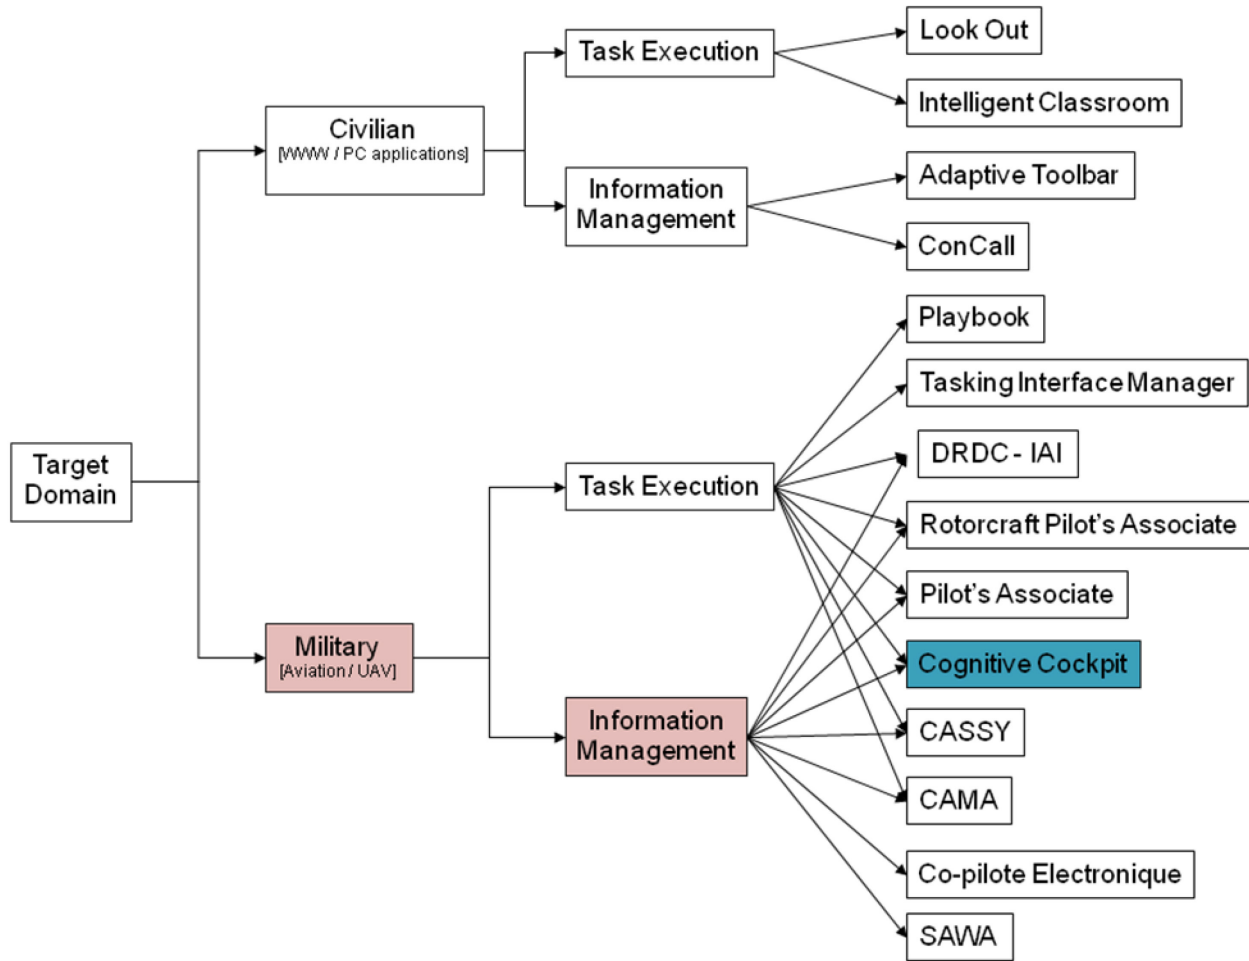 Target
Domain
Civilian
[WWW / PC applications]
Military
[Aviation / UAV]
Task Execution
Information
Management
Task Execution
Information
Management
Look Out
Intelligent Classroom
Adaptive Toolbar
ConCall
Playbook
Tasking Interface Manager
DRDC - IAI
Rotorcraft Pilot's Associate
Pilot's Associate
Cognitive Cockpit
CASSY
CAMA
Co-pilote Electronique
SAWA